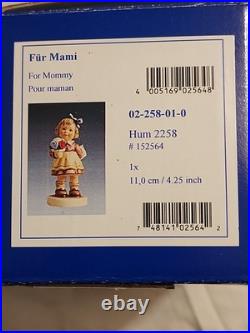 Für Mami
For Mommy
Pour maman
4 005169 025648
02-258-01-0
Hum 2258
# 152564
1x
11,0 cm / 4.25 inch
7 48141 02564 2